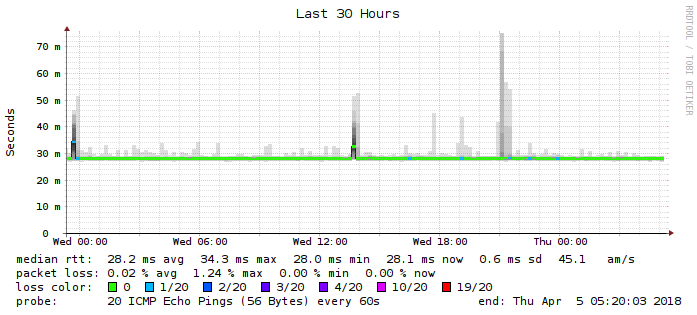 Last 30 Hours
RRDTOOL / TOBI OETIKER
Seconds
70 m
60 m
50 m
40 m
30 m
20 m
10 m
0
Wed 00:00 Wed 06:00 Wed 12:00 Wed 18:00 Thu 00:00
median rtt: 28.2 ms avg 34.3 ms max 28.0 ms min 28.1 ms now 0.6 ms sd 45.1 am/s
packet loss: 0.02 % avg 1.24 % max 0.00 % min 0.00 % now
loss color: 0 1/20 2/20 3/20 4/20 10/20 19/20
probe: 20 ICMP Echo Pings (56 Bytes) every 60s end: Thu Apr 5 05:20:03 2018